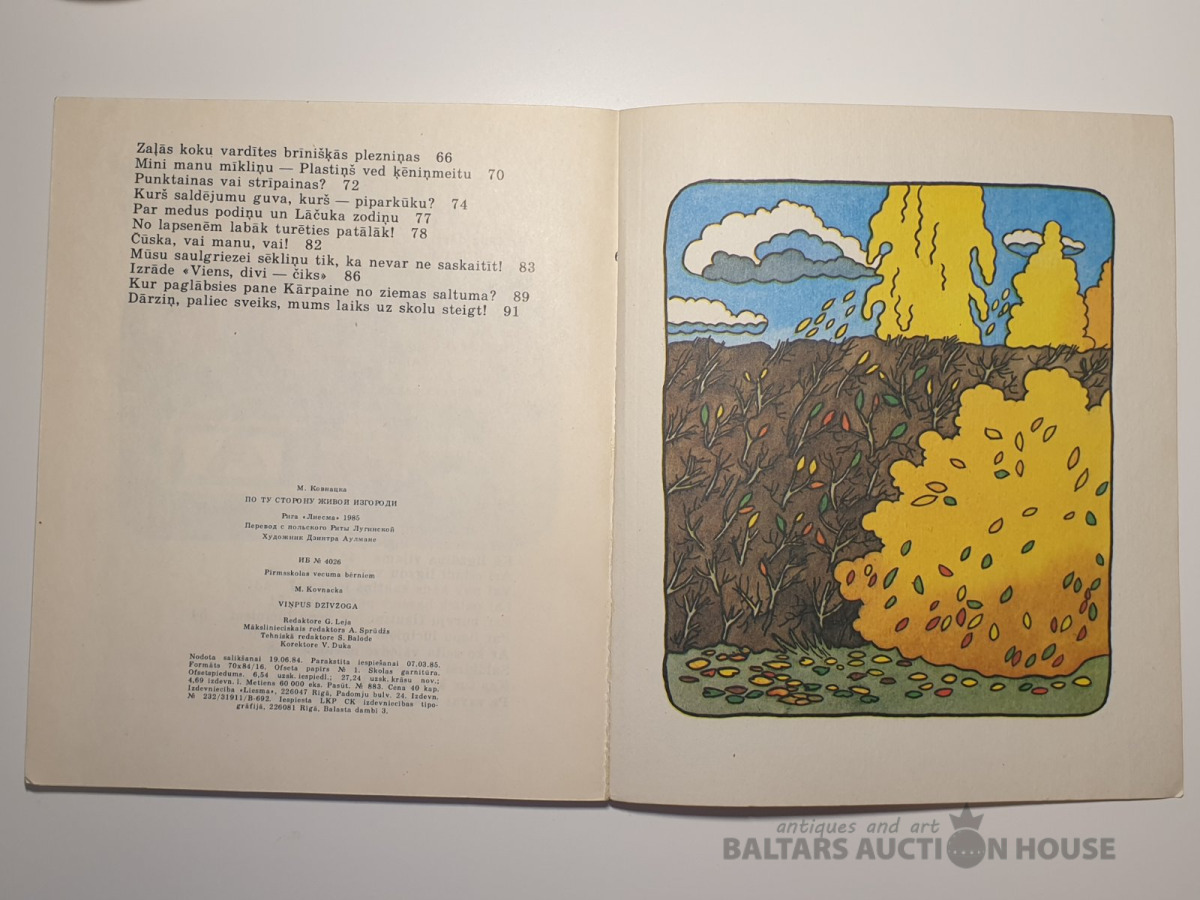 Zaļās koku vardītes brīnišķās plezniņas 66
Mini manu mīkliņu — Plastiņš ved ķēniņmeitu 70
Punktainas vai strīpainas? 72
Kurš saldējumu guva, kurš — piparkūku? 74
Par medus podiņu un Lāčuka zodiņu 77
No lapsenēm labāk turēties patālāk! 78
Čūska, vai manu, vai! 82
Mūsu saulgriezei sēkliņu tik, ka nevar ne saskaitīt! 83
Izrāde «Viens, divi — čiks» 86
Kur paglābsies pane Kārpaine no ziemas saltuma? 89
Dārziņ, paliec sveiks, mums laiks uz skolu steigt! 91
М. Ковнацка
ПО ТУ СТОРОНУ ЖИВОЙ ИЗГОРОДИ
Рига «Лиесма» 1985
Перевод с польского Риты Лугинской
Художник Дзинтра Аулмане
ИБ № 4026
Pirmsskolas vecuma bērniem
M. Kovnacka
VIŅPUS DZĪVŽOGA
Redaktore G. Leja
Mākslinieciskais redaktors A. Sprūdžs
Tehniskā redaktore S. Balode
Korektore V. Duka
Nodota salikšanai 19.06.84. Parakstīta iespiešanai 07.03.85.
Formāts 70x84/16. Ofseta papīrs № 1. Skolas garnitūra.
Ofsetspiedums. 6,54 uzsk. iespiedl.; 27,24 uzsk. krāsu nov.;
4,69 izdevn. l. Metiens 60 000 eks. Pasūt. № 883. Cena 40 kap.
Izdevniecība «Liesma», 226047 Rīgā, Padomju bulv. 24. Izdevn.
№ 232/31911/B-692. Iespiesta LKP CK izdevniecības tipo-
grāfijā, 226081 Rīgā, Balasta dambī 3.
antiques and art
BALTARS AUCTION HOUSE